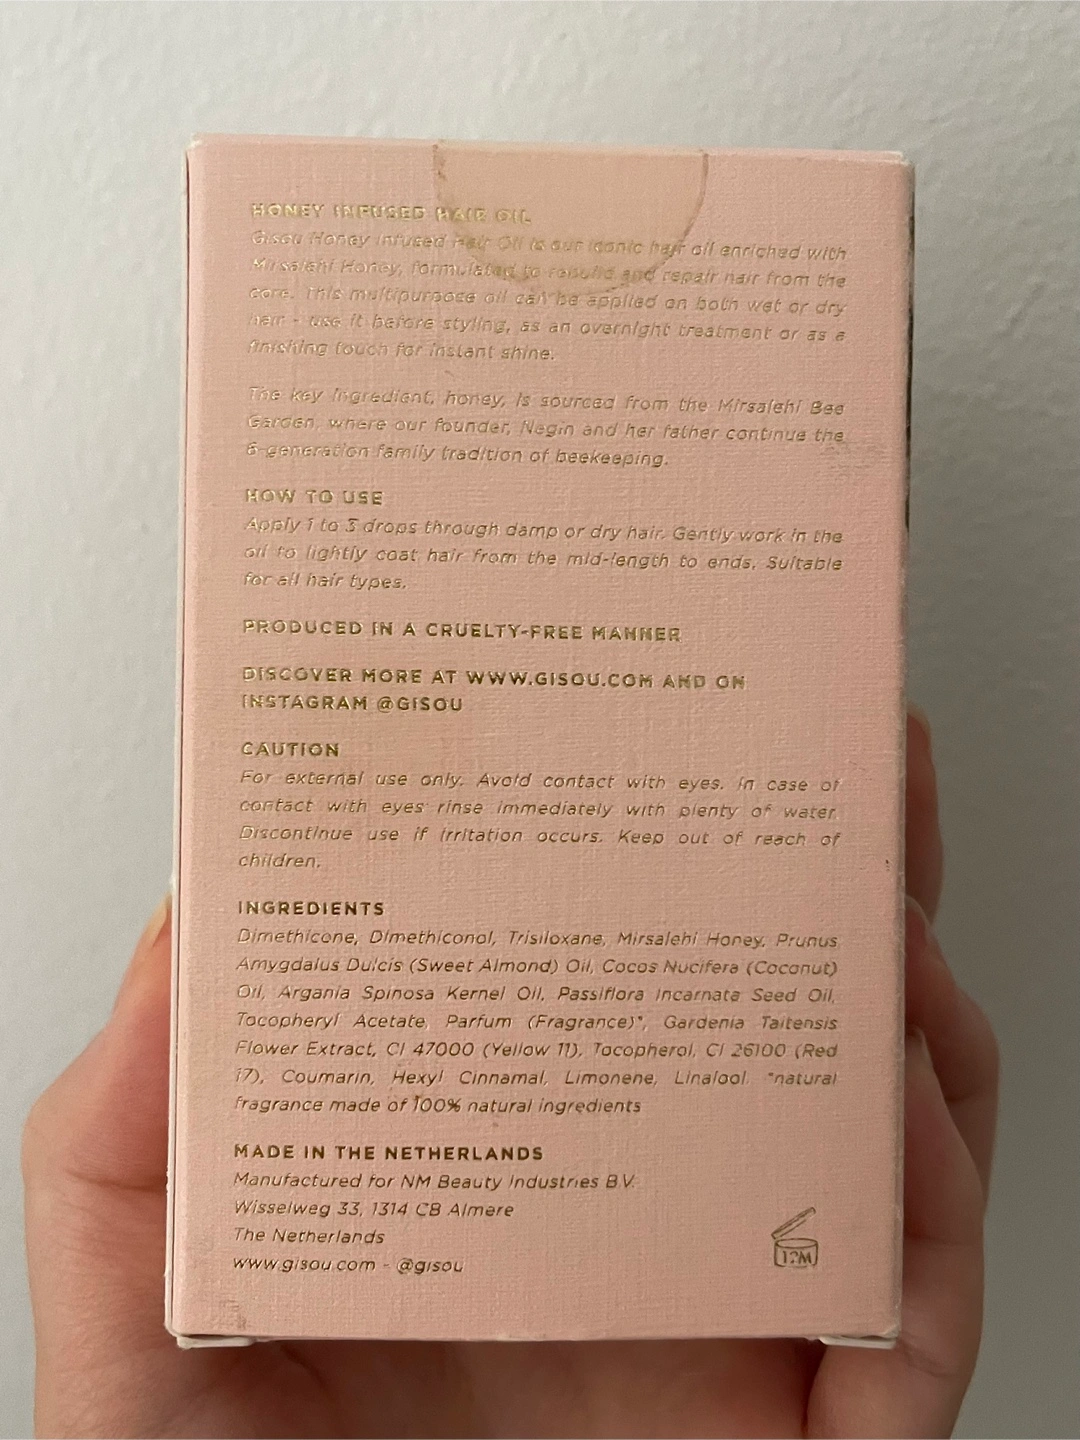 HONEY INFUSED HAIR OIL
Gisou Honey Infused Hair Oil is our iconic hair oil enriched with
Mirsalehi Honey, formulated to rebuild and repair hair from the
core. This multipurpose oil can be applied on both wet or dry
hair - use it before styling, as an overnight treatment or as a
finishing touch for instant shine.
The key ingredient, honey, is sourced from the Mirsalehi Bee
Garden, where our founder, Negin and her father continue the
6-generation family tradition of beekeeping.
HOW TO USE
Apply 1 to 3 drops through damp or dry hair. Gently work in the
oil to lightly coat hair from the mid-length to ends. Suitable
for all hair types.
PRODUCED IN A CRUELTY-FREE MANNER
DISCOVER MORE AT WWW.GISOU.COM AND ON
INSTAGRAM @GISOU
CAUTION
For external use only. Avoid contact with eyes. In case of
contact with eyes rinse immediately with plenty of water.
Discontinue use if irritation occurs. Keep out of reach of
children.
INGREDIENTS
Dimethicone, Dimethiconol, Trisiloxane, Mirsalehi Honey, Prunus
Amygdalus Dulcis (Sweet Almond) Oil, Cocos Nucifera (Coconut)
Oil, Argania Spinosa Kernel Oil, Passiflora Incarnata Seed Oil,
Tocopheryl Acetate, Parfum (Fragrance)*, Gardenia Taitensis
Flower Extract, CI 47000 (Yellow 11), Tocopherol, CI 26100 (Red
17), Coumarin, Hexyl Cinnamal, Limonene, Linalool. *natural
fragrance made of 100% natural ingredients
MADE IN THE NETHERLANDS
Manufactured for NM Beauty Industries B.V.
Wisselweg 33, 1314 CB Almere
The Netherlands
www.gisou.com - @gisou
12M